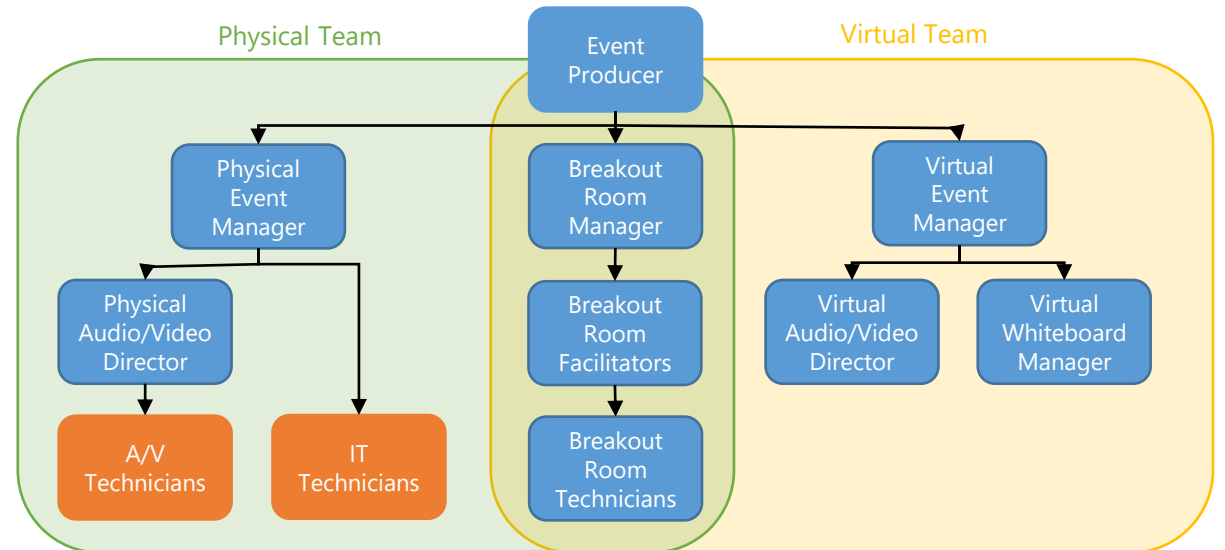 Physical Team
Virtual Team
Event
Producer
Physical
Event
Manager
Breakout
Room
Manager
Virtual
Event
Manager
Physical
Audio/Video
Director
Breakout
Room
Facilitators
Virtual
Audio/Video
Director
Virtual
Whiteboard
Manager
A/V
Technicians
IT
Technicians
Breakout
Room
Technicians